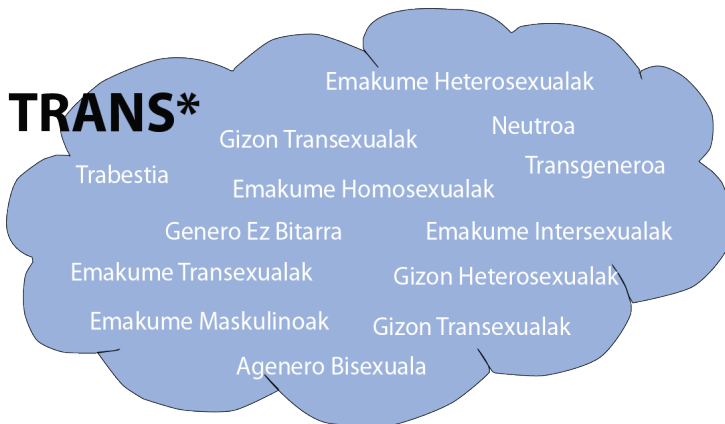 Emakume Heterosexualak
TRANS*
Neutroa
Gizon Transexualak
Transgeneroa
Trabestia
Emakume Homosexualak
Genero Ez Bitarra
Emakume Intersexualak
Emakume Transexualak
Gizon Heterosexualak
Emakume Maskulinoak
Gizon Transexualak
Agenero Bisexuala